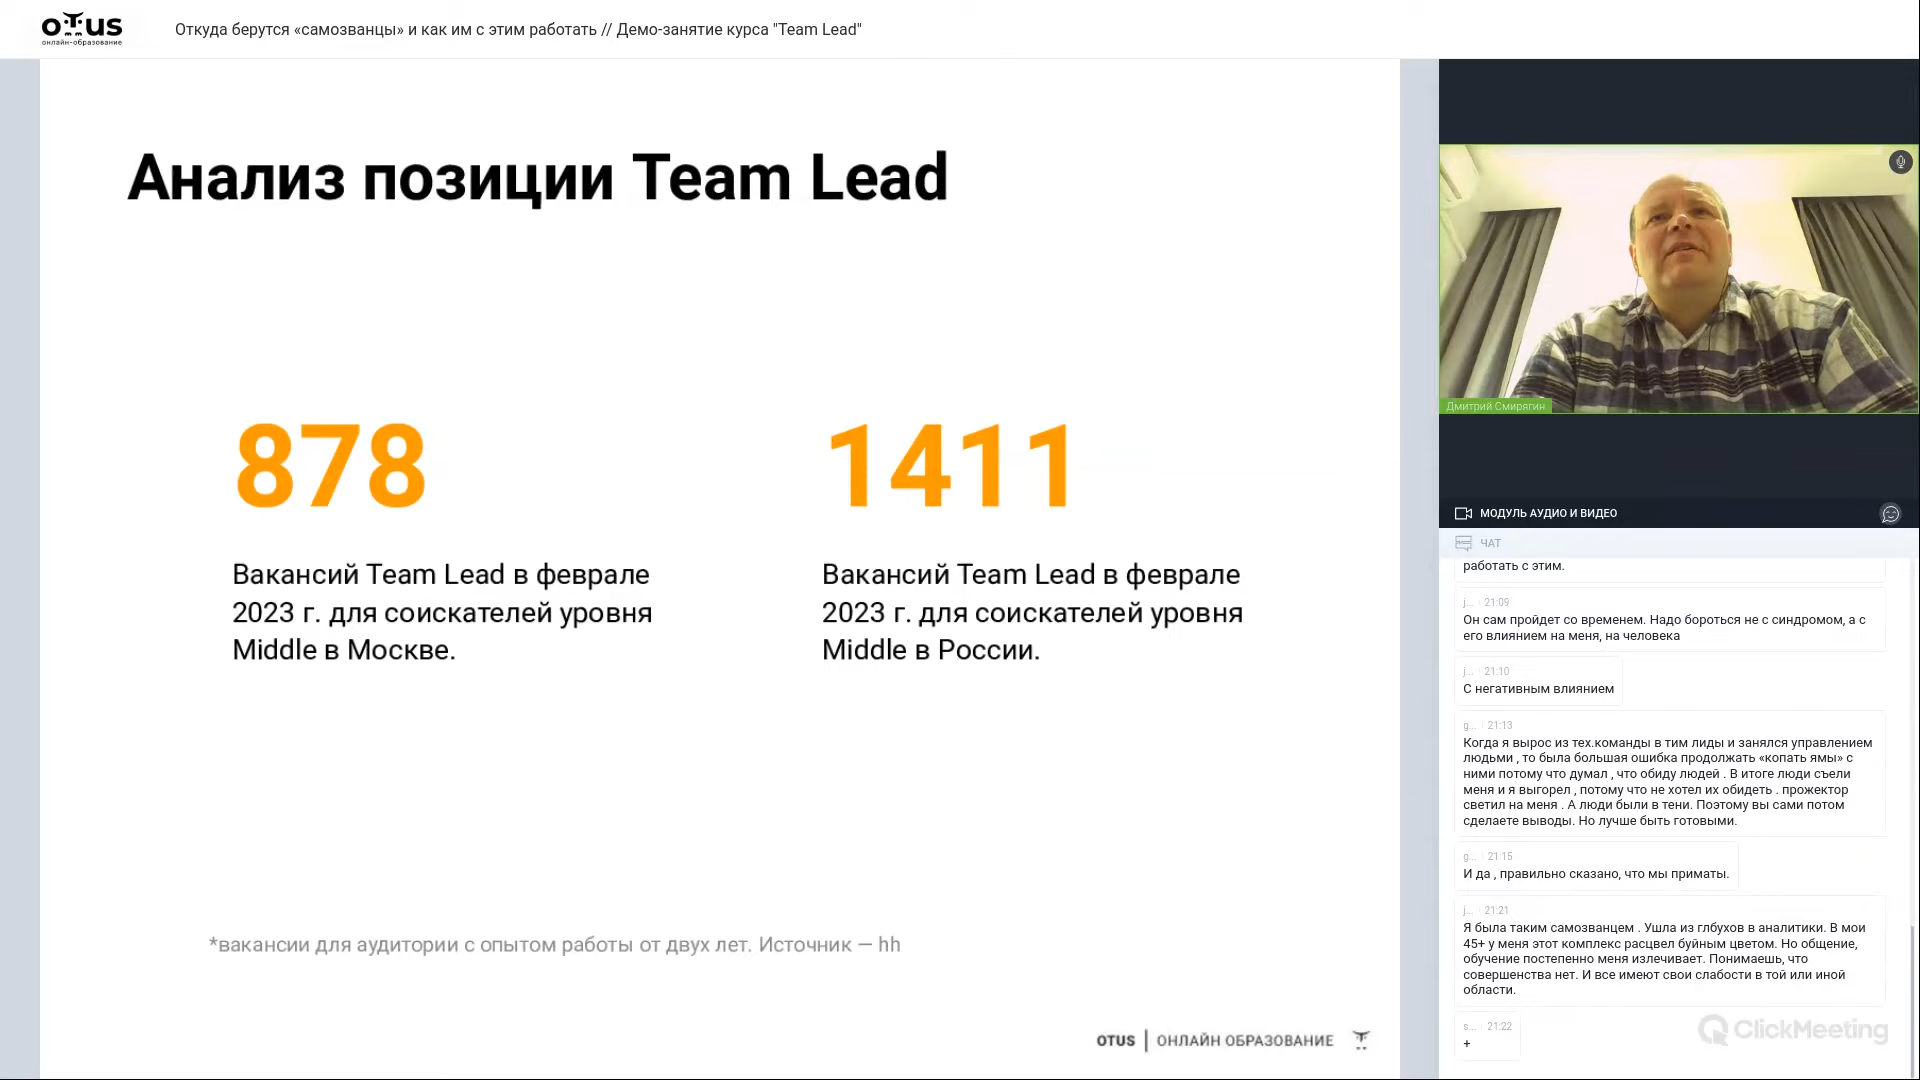 OTUS
онлайн-образование
Откуда берутся «самозванцы» и как им с этим работать // Демо-занятие курса "Team Lead"
Анализ позиции Team Lead
878
Вакансий Team Lead в феврале
2023 г. для соискателей уровня
Middle в Москве.
1411
Вакансий Team Lead в феврале
2023 г. для соискателей уровня
Middle в России.
*вакансии для аудитории с опытом работы от двух лет. Источник — hh
OTUS | ОНЛАЙН ОБРАЗОВАНИЕ
Дмитрий Смирягин
МОДУЛЬ АУДИО И ВИДЕО
ЧАТ
работать с этим.
j... 21:09
Он сам пройдет со временем. Надо бороться не с синдромом, а с
его влиянием на меня, на человека
j... 21:10
С негативным влиянием
g... 21:13
Когда я вырос из тех.команды в тим лиды и занялся управлением
людьми , то была большая ошибка продолжать «копать ямы» с
ними потому что думал , что обиду людей . В итоге люди съели
меня и я выгорел , потому что не хотел их обидеть . прожектор
светил на меня . А люди были в тени. Поэтому вы сами потом
сделаете выводы. Но лучше быть готовыми.
g... 21:15
И да , правильно сказано, что мы приматы.
j... 21:21
Я была таким самозванцем . Ушла из глбухов в аналитики. В мои
45+ у меня этот комплекс расцвел буйным цветом. Но общение,
обучение постепенно меня излечивает. Понимаешь, что
совершенства нет. И все имеют свои слабости в той или иной
области.
s... 21:22
+
ClickMeeting